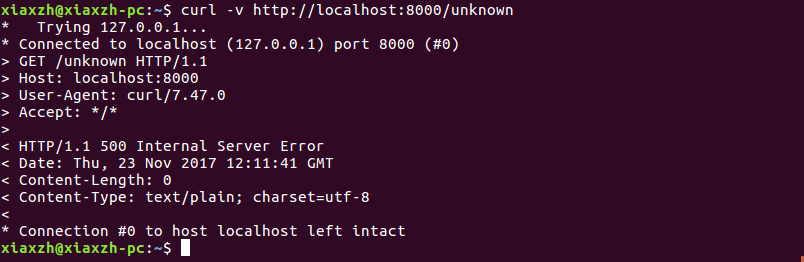 xiaxzh@xiaxzh-pc:~$ curl -v http://localhost:8000/unknown
*   Trying 127.0.0.1...
* Connected to localhost (127.0.0.1) port 8000 (#0)
> GET /unknown HTTP/1.1
> Host: localhost:8000
> User-Agent: curl/7.47.0
> Accept: */*
>
< HTTP/1.1 500 Internal Server Error
< Date: Thu, 23 Nov 2017 12:11:41 GMT
< Content-Length: 0
< Content-Type: text/plain; charset=utf-8
<
* Connection #0 to host localhost left intact
xiaxzh@xiaxzh-pc:~$